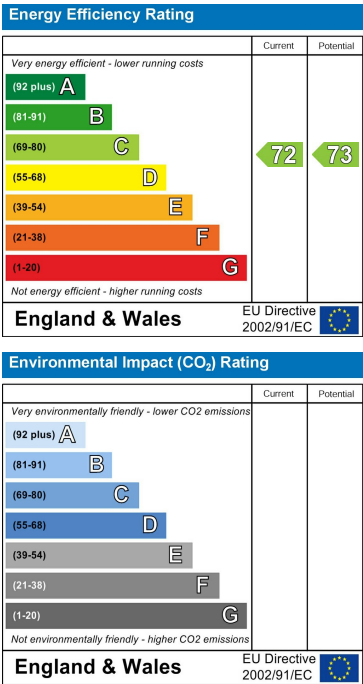 Energy Efficiency Rating
Current Potential
Very energy efficient - lower running costs
(92 plus) A
(81-91) B
(69-80) C 72 73
(55-68) D
(39-54) E
(21-38) F
(1-20) G
Not energy efficient - higher running costs
England & Wales EU Directive 2002/91/EC
Environmental Impact (CO₂) Rating
Current Potential
Very environmentally friendly - lower CO2 emissions
(92 plus) A
(81-91) B
(69-80) C
(55-68) D
(39-54) E
(21-38) F
(1-20) G
Not environmentally friendly - higher CO2 emissions
England & Wales EU Directive 2002/91/EC